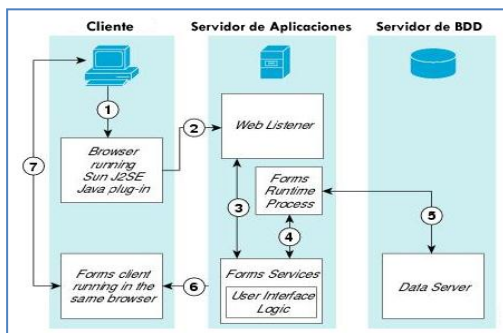 Cliente
Servidor de Aplicaciones
Servidor de BDD
1
Browser
running
Sun J2SE
Java plug-in
2
Web Listener
Forms
Runtime
Process
3
4
5
7
Forms client
running in the
same browser
6
Forms Services
User Interface
Logic
Data Server